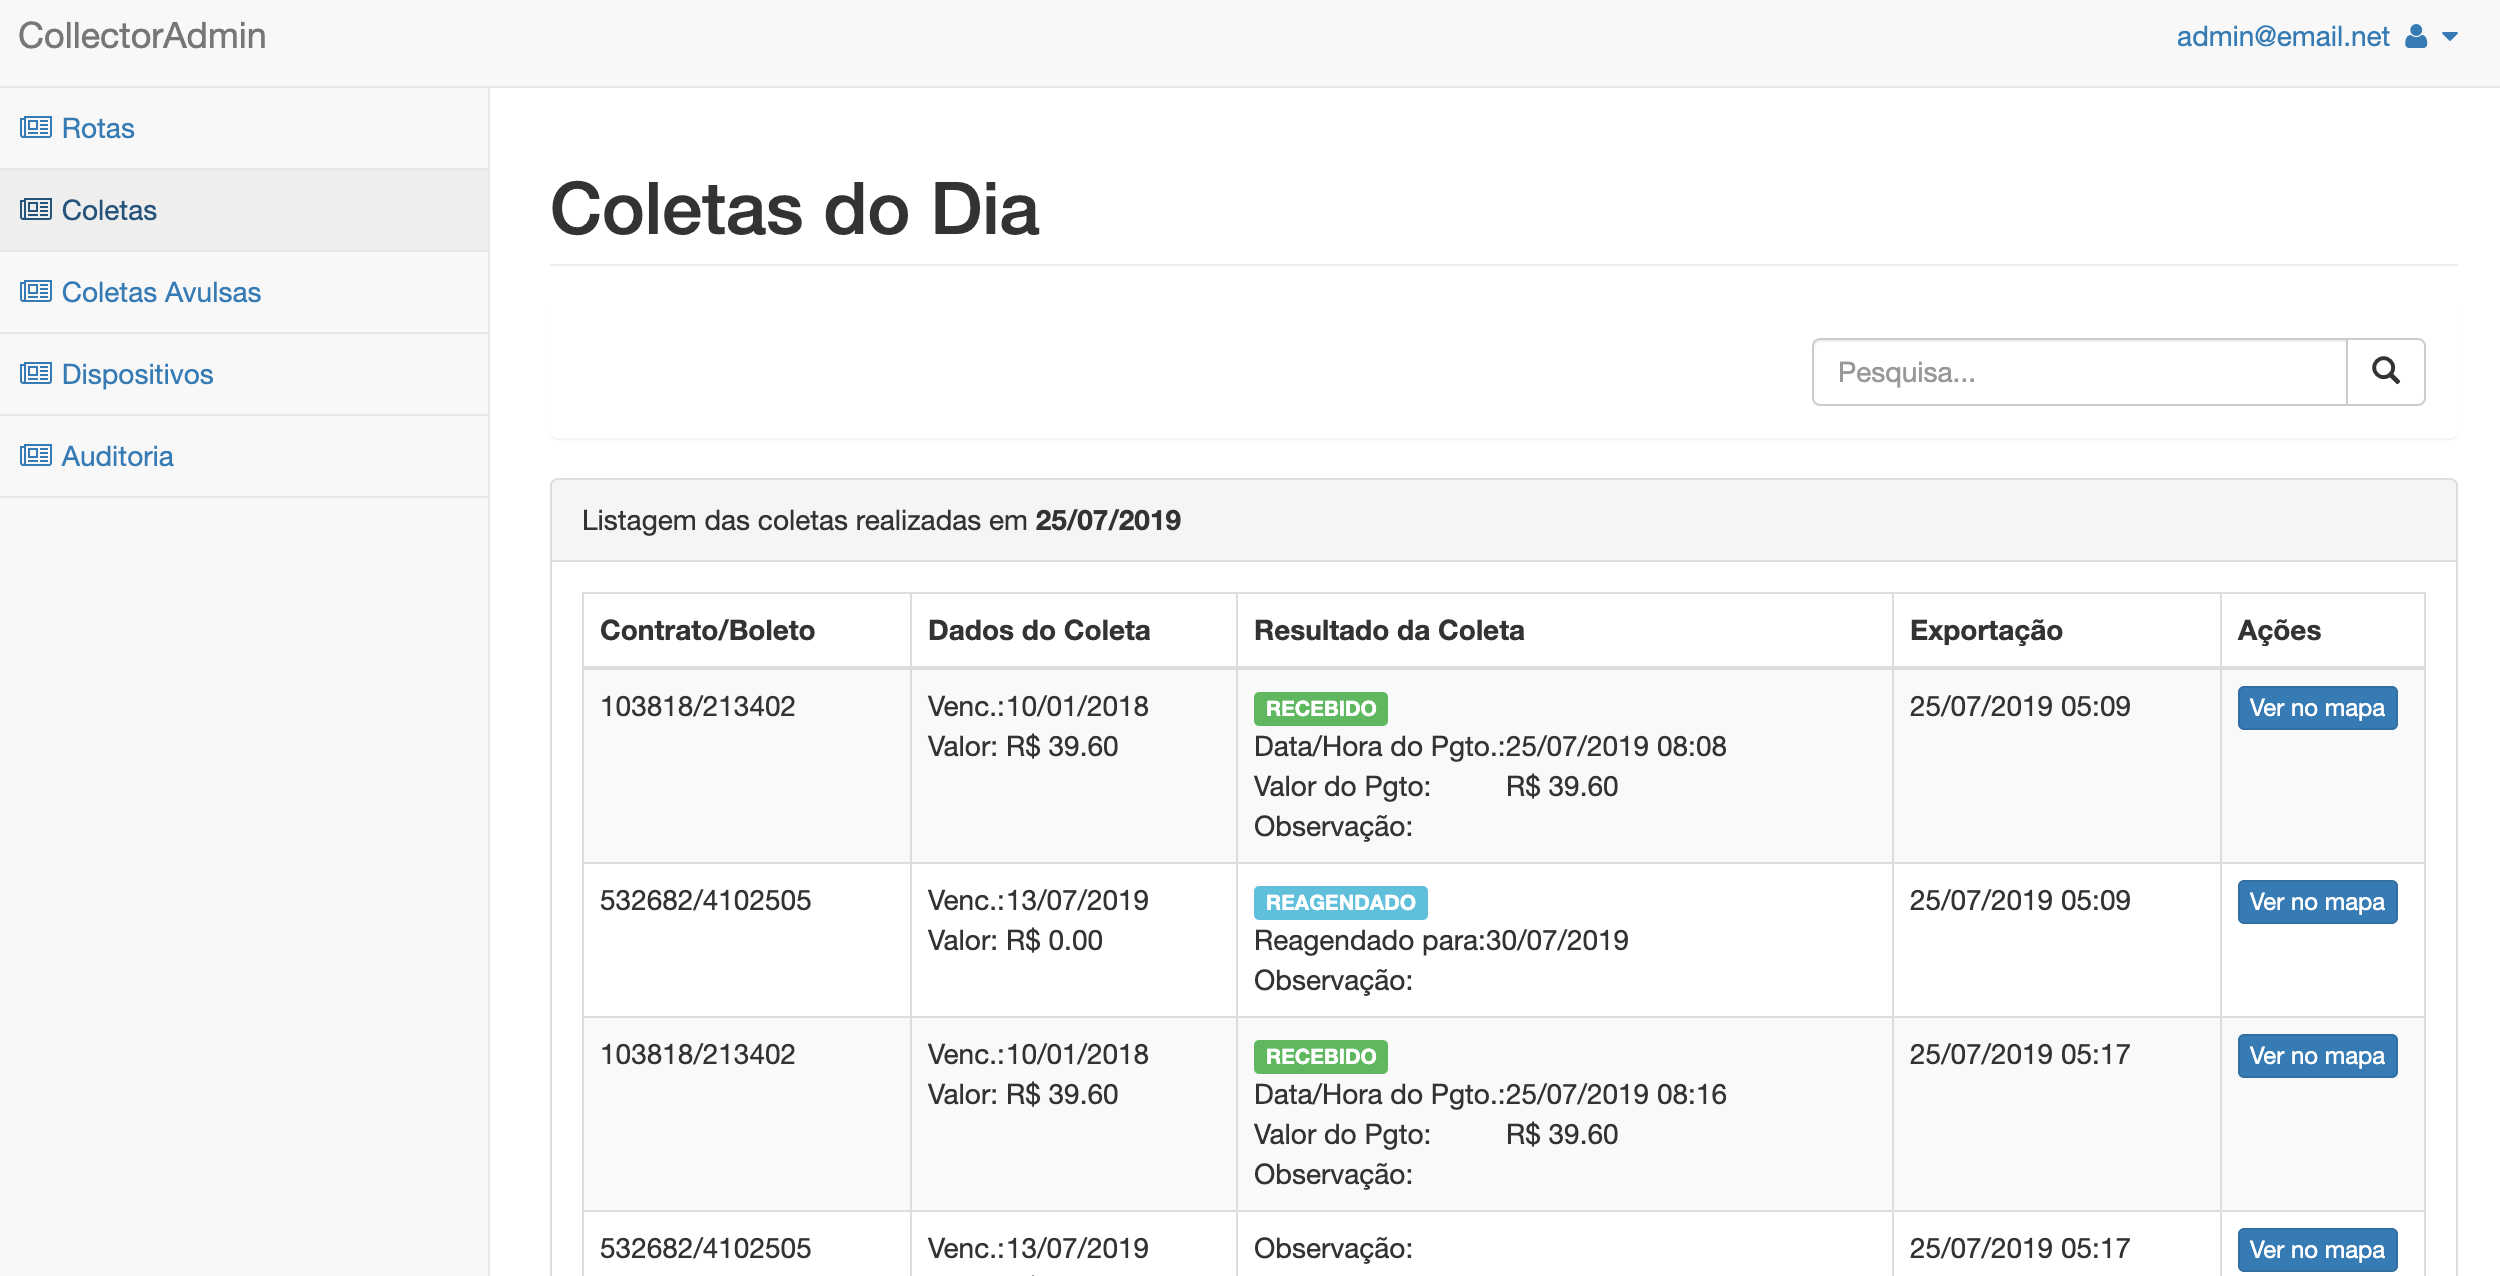 CollectorAdmin
admin@email.net
Rotas
Coletas
Coletas Avulsas
Dispositivos
Auditoria
Coletas do Dia
Pesquisa...
Listagem das coletas realizadas em 25/07/2019
Contrato/Boleto Dados do Coleta Resultado da Coleta Exportação Ações
103818/213402 Venc.:10/01/2018 RECEBIDO 25/07/2019 05:09 Ver no mapa
Valor: R$ 39.60 Data/Hora do Pgto.:25/07/2019 08:08
Valor do Pgto: R$ 39.60
Observação:
532682/4102505 Venc.:13/07/2019 REAGENDADO 25/07/2019 05:09 Ver no mapa
Valor: R$ 0.00 Reagendado para:30/07/2019
Observação:
103818/213402 Venc.:10/01/2018 RECEBIDO 25/07/2019 05:17 Ver no mapa
Valor: R$ 39.60 Data/Hora do Pgto.:25/07/2019 08:16
Valor do Pgto: R$ 39.60
Observação:
532682/4102505 Venc.:13/07/2019 Observação: 25/07/2019 05:17 Ver no mapa